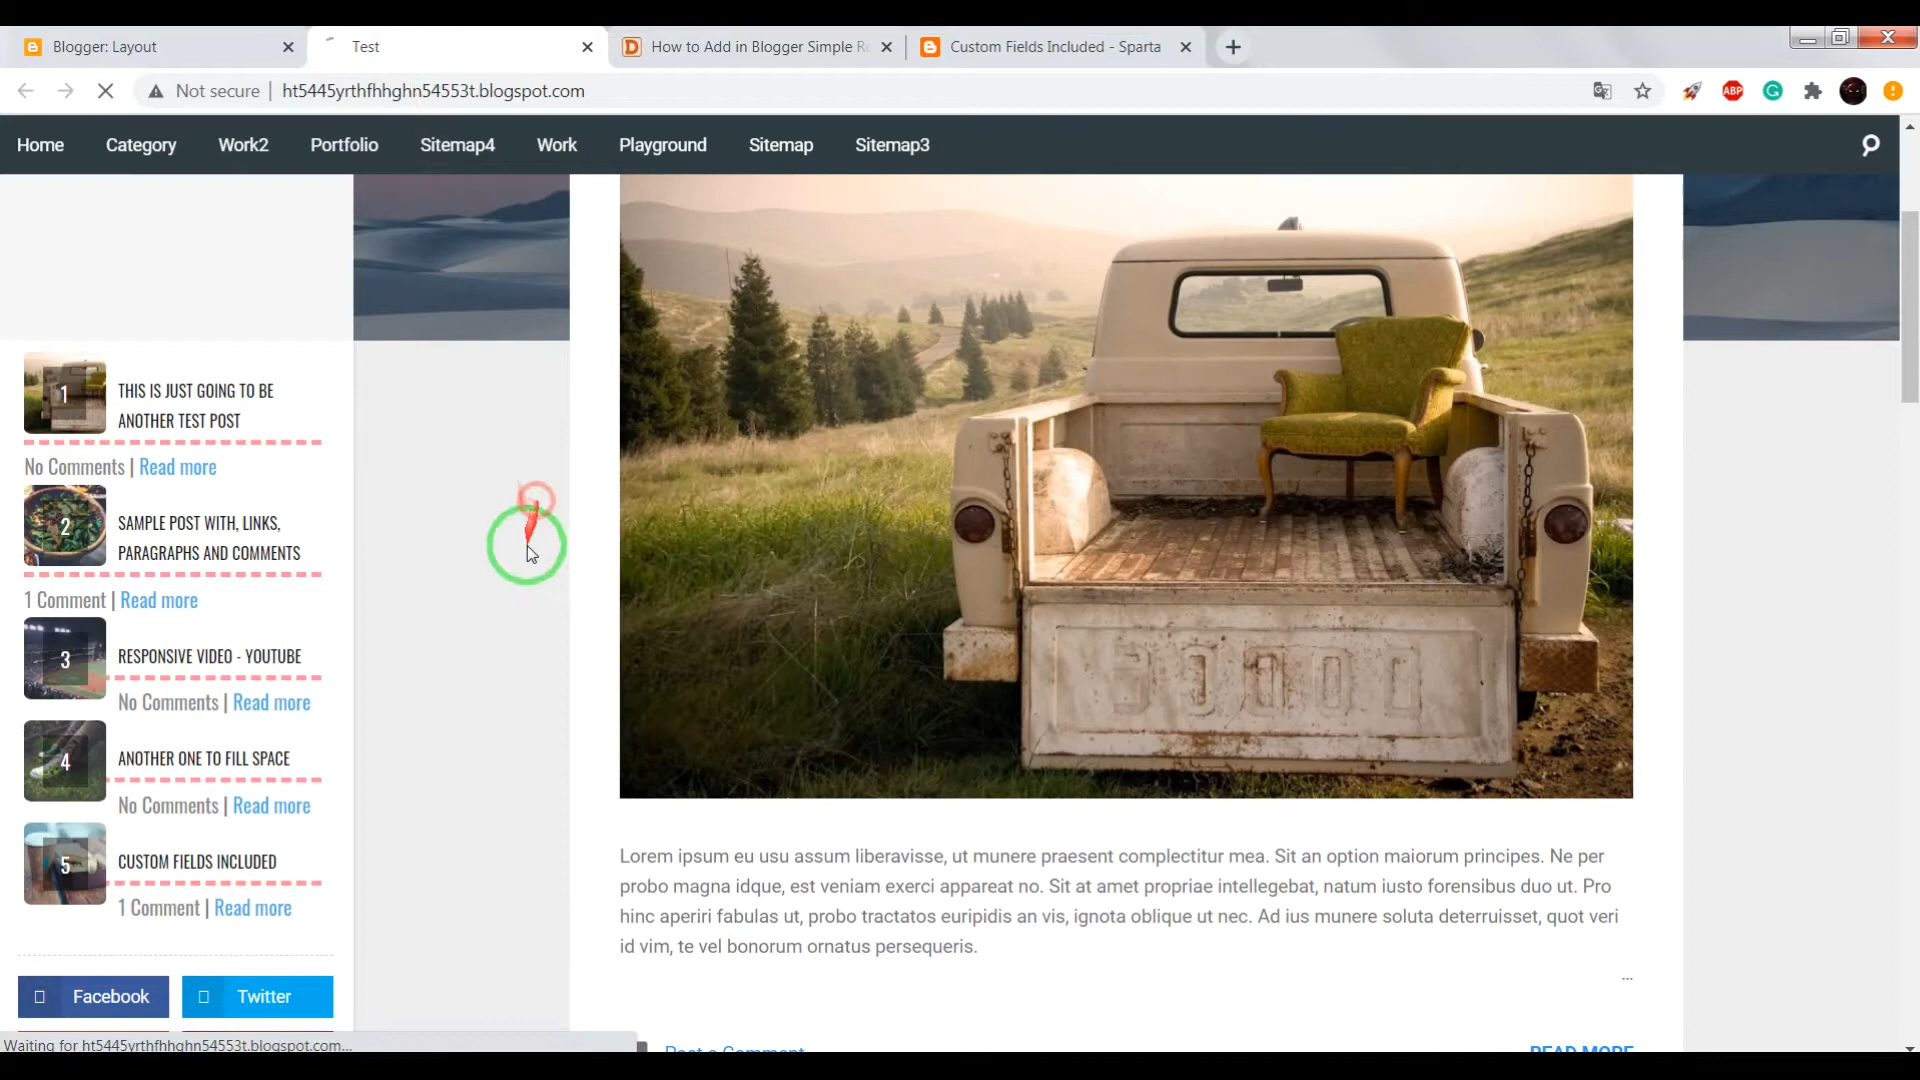 Blogger: Layout
Test
How to Add in Blogger Simple Re
Custom Fields Included - Sparta
Not secure
ht5445yrthfhhghn54553t.blogspot.com
ABP
Home
Category
Work2
Portfolio
Sitemap4
Work
Playground
Sitemap
Sitemap3
1
THIS IS JUST GOING TO BE
ANOTHER TEST POST
No Comments | Read more
2
SAMPLE POST WITH, LINKS,
PARAGRAPHS AND COMMENTS
1 Comment | Read more
3
RESPONSIVE VIDEO - YOUTUBE
No Comments | Read more
4
ANOTHER ONE TO FILL SPACE
No Comments | Read more
5
CUSTOM FIELDS INCLUDED
1 Comment | Read more
Facebook
Twitter
DODGE
Lorem ipsum eu usu assum liberavisse, ut munere praesent complectitur mea. Sit an option maiorum principes. Ne per
probo magna idque, est veniam exerci appareat no. Sit at amet propriae intellegebat, natum iusto forensibus duo ut. Pro
hinc aperiri fabulas ut, probo tractatos euripidis an vis, ignota oblique ut nec. Ad ius munere soluta deterruisset, quot veri
id vim, te vel bonorum ornatus persequeris.
...
Post a Comment
READ MORE
Waiting for ht5445yrthfhhghn54553t.blogspot.com...